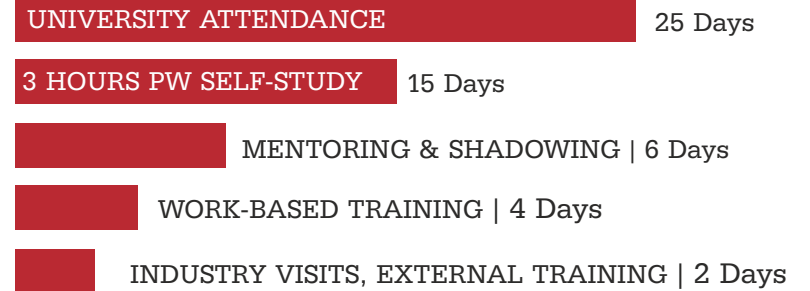 UNIVERSITY ATTENDANCE 25 Days
3 HOURS PW SELF-STUDY 15 Days
MENTORING & SHADOWING | 6 Days
WORK-BASED TRAINING | 4 Days
INDUSTRY VISITS, EXTERNAL TRAINING | 2 Days